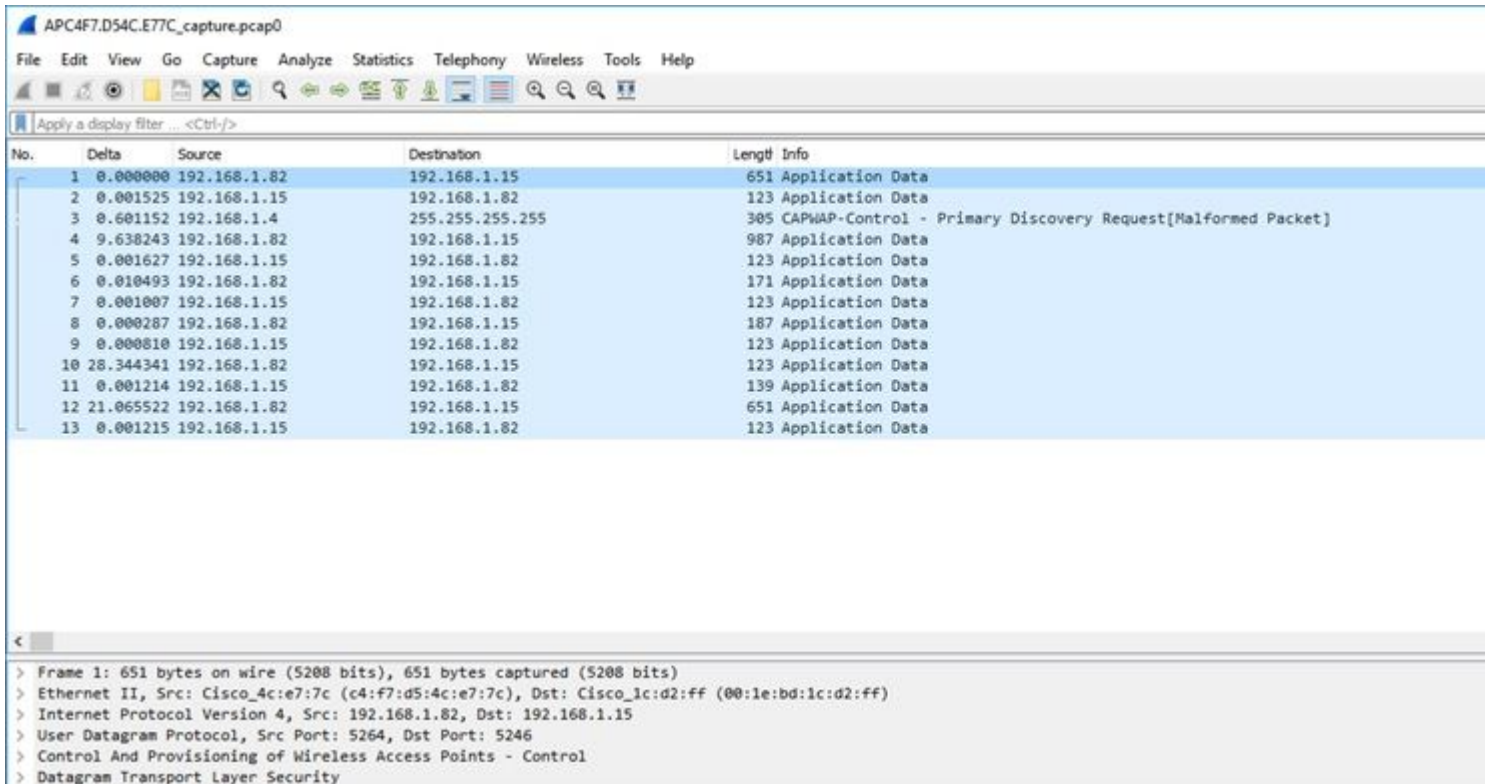 APC4F7.D54C.E77C_capture.pcap0
File Edit View Go Capture Analyze Statistics Telephony Wireless Tools Help
Apply a display filter ... <Ctrl-/>
No. Delta Source Destination Length Info
1 0.000000 192.168.1.82 192.168.1.15 651 Application Data
2 0.001525 192.168.1.15 192.168.1.82 123 Application Data
3 0.601152 192.168.1.4 255.255.255.255 305 CAPWAP-Control - Primary Discovery Request[Malformed Packet]
4 9.638243 192.168.1.82 192.168.1.15 987 Application Data
5 0.001627 192.168.1.15 192.168.1.82 123 Application Data
6 0.010493 192.168.1.82 192.168.1.15 171 Application Data
7 0.001007 192.168.1.15 192.168.1.82 123 Application Data
8 0.000287 192.168.1.82 192.168.1.15 187 Application Data
9 0.000810 192.168.1.15 192.168.1.82 123 Application Data
10 28.344341 192.168.1.82 192.168.1.15 123 Application Data
11 0.001214 192.168.1.15 192.168.1.82 139 Application Data
12 21.065522 192.168.1.82 192.168.1.15 651 Application Data
13 0.001215 192.168.1.15 192.168.1.82 123 Application Data
> Frame 1: 651 bytes on wire (5208 bits), 651 bytes captured (5208 bits)
> Ethernet II, Src: Cisco_4c:e7:7c (c4:f7:d5:4c:e7:7c), Dst: Cisco_1c:d2:ff (00:1e:bd:1c:d2:ff)
> Internet Protocol Version 4, Src: 192.168.1.82, Dst: 192.168.1.15
> User Datagram Protocol, Src Port: 5264, Dst Port: 5246
> Control And Provisioning of Wireless Access Points - Control
> Datagram Transport Layer Security